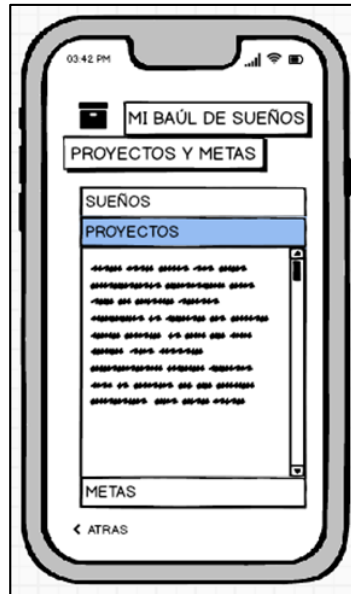 03:42 PM
MI BAÚL DE SUEÑOS
PROYECTOS Y METAS
SUEÑOS
PROYECTOS
METAS
< ATRAS